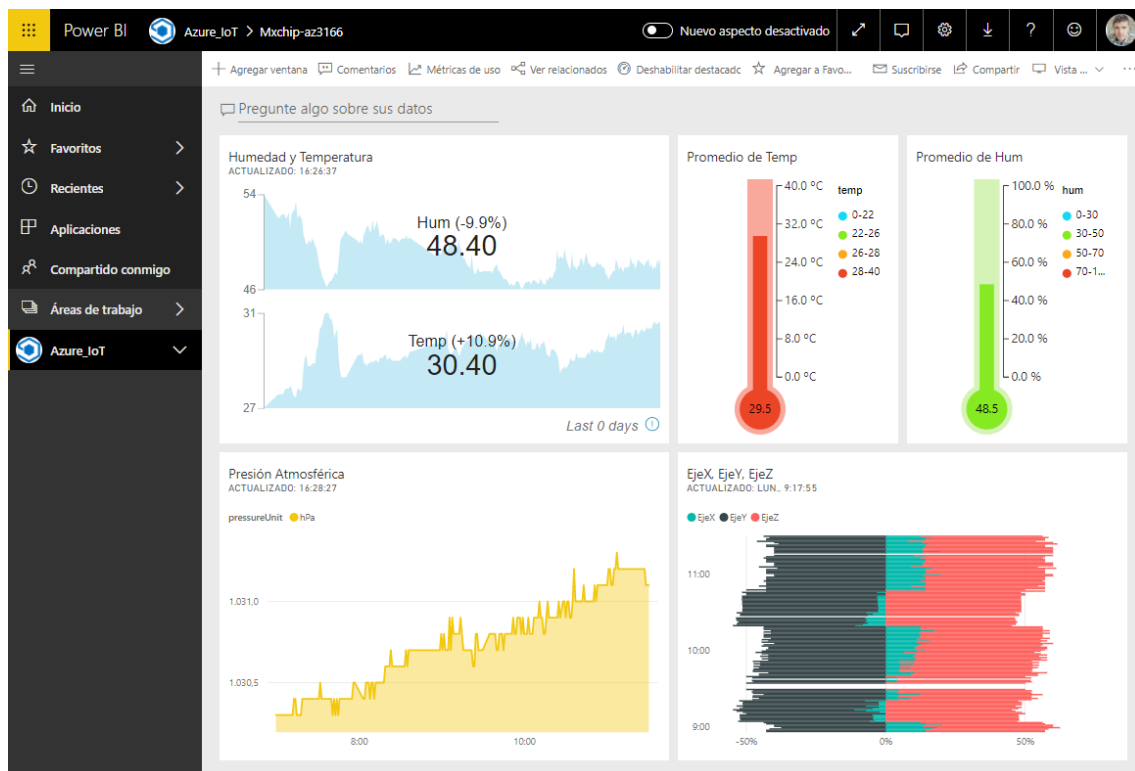 Power BI Azure_IoT > Mxchip-az3166 Nuevo aspecto desactivado ?
Agregar ventana Comentarios Métricas de uso Ver relacionados Deshabilitar destacadc Agregar a Favo... Suscribirse Compartir Vista ... ...
Inicio
Favoritos
Recientes
Aplicaciones
Compartido conmigo
Áreas de trabajo
Azure_IoT
Pregunte algo sobre sus datos
Humedad y Temperatura
ACTUALIZADO: 16:26:37
54
Hum (-9.9%)
48.40
46
31
Temp (+10.9%)
30.40
27
Last 0 days
Promedio de Temp
40.0 ºC
32.0 ºC
24.0 ºC
16.0 ºC
8.0 ºC
0.0 ºC
29.5
temp
0-22
22-26
26-28
28-40
Promedio de Hum
100.0 %
80.0 %
60.0 %
40.0 %
20.0 %
0.0 %
48.5
hum
0-30
30-50
50-70
70-1...
Presión Atmosférica
ACTUALIZADO: 16:28:27
pressureUnit hPa
1.031,0
1.030,5
8:00 10:00
EjeX, EjeY, EjeZ
ACTUALIZADO: LUN., 9:17:55
EjeX EjeY EjeZ
11:00
10:00
9:00
-50% 0% 50%